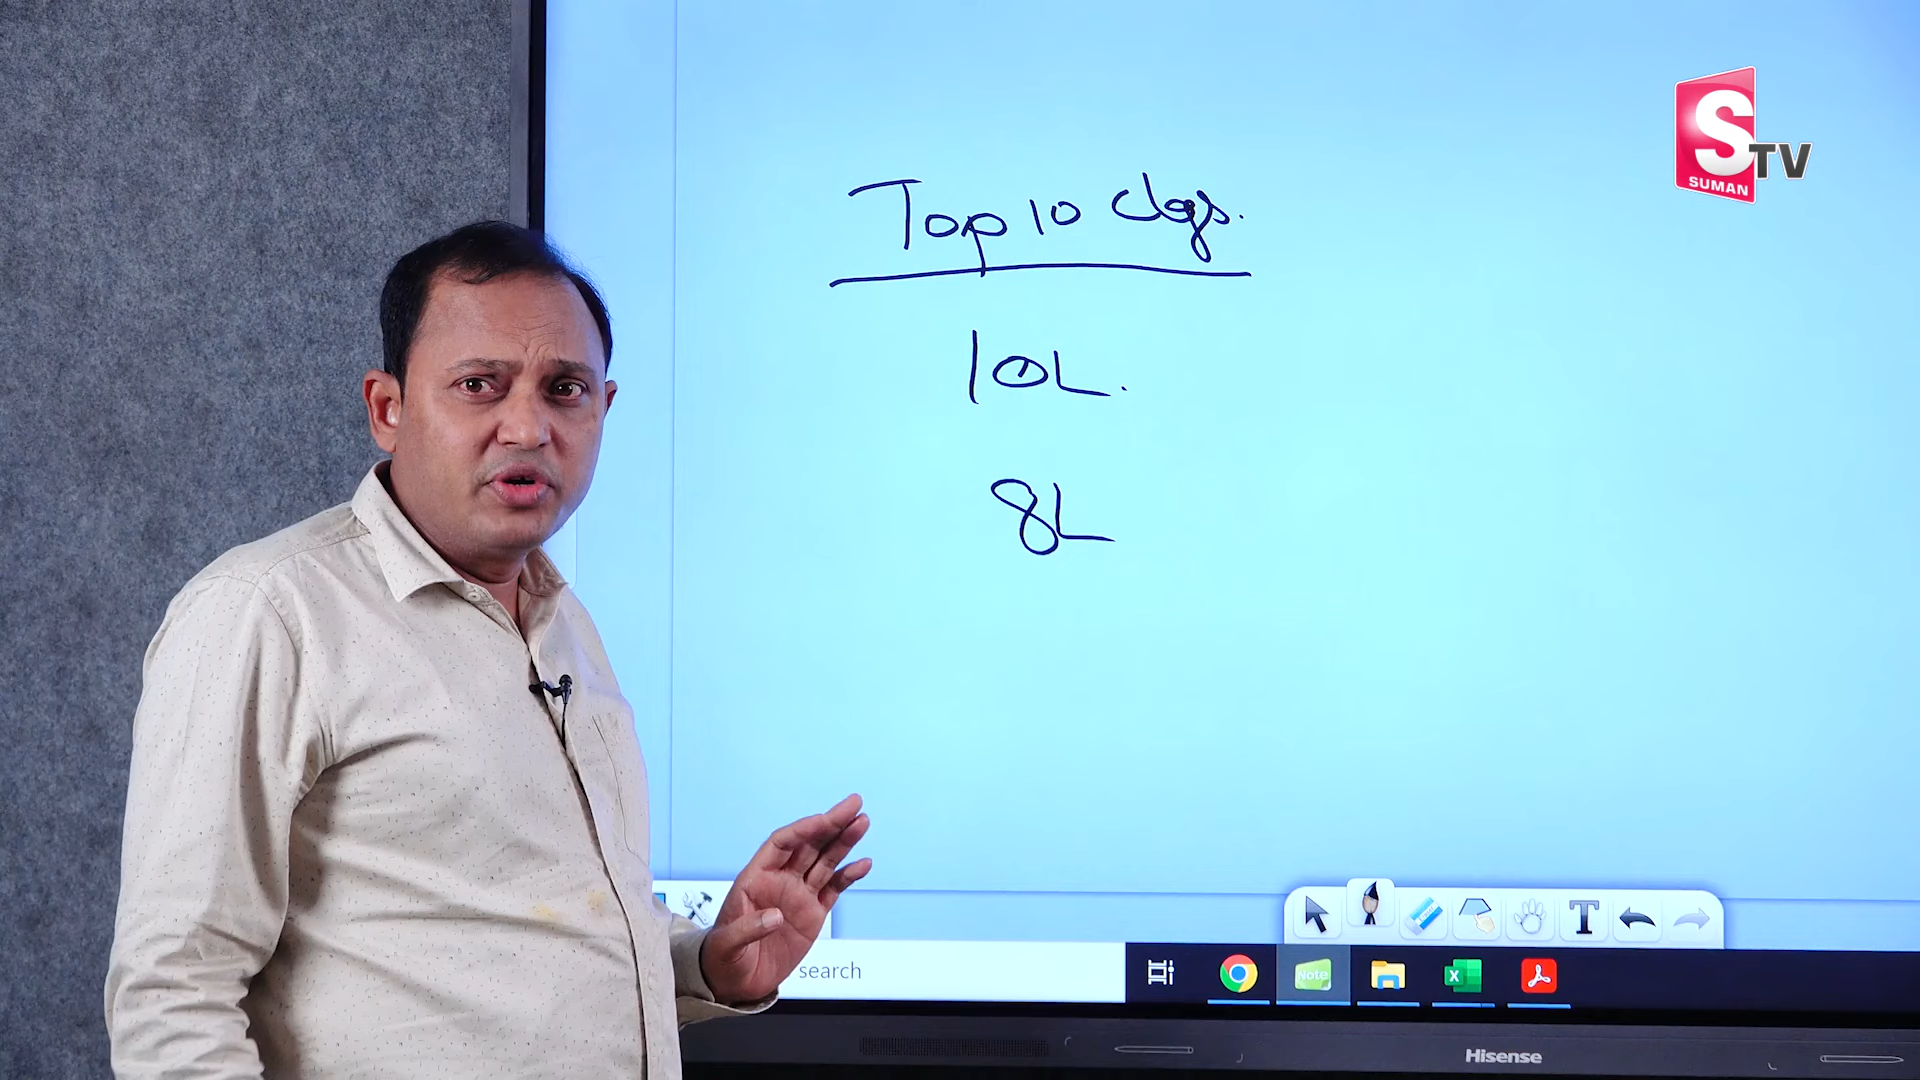 S
TV
SUMAN
Top 10 clgs.
10L.
8L
search
T
Note
X
Hisense